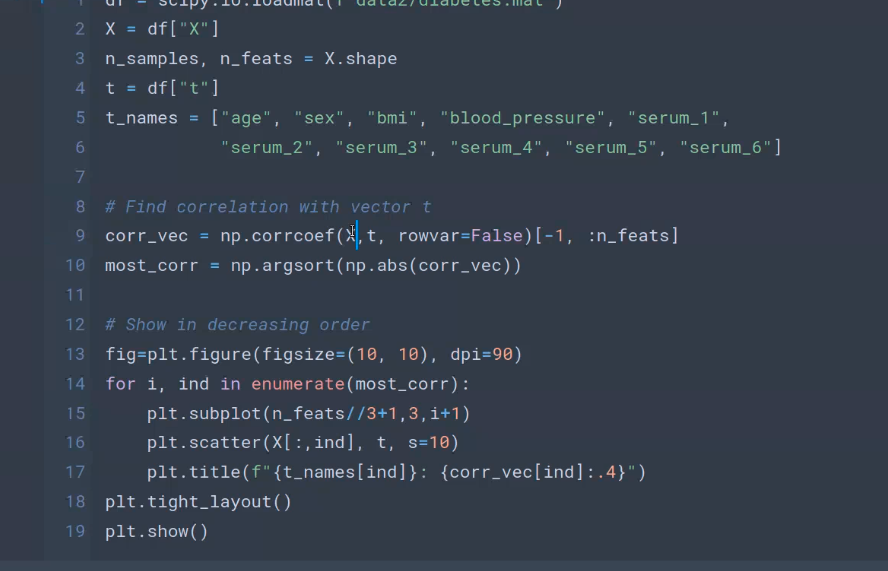 1 df = scipy.io.loadmat(f"data2/diabetes.mat")
2 X = df["X"]
3 n_samples, n_feats = X.shape
4 t = df["t"]
5 t_names = ["age", "sex", "bmi", "blood_pressure", "serum_1",
6 "serum_2", "serum_3", "serum_4", "serum_5", "serum_6"]
7
8 # Find correlation with vector t
9 corr_vec = np.corrcoef(X,t, rowvar=False)[-1, :n_feats]
10 most_corr = np.argsort(np.abs(corr_vec))
11
12 # Show in decreasing order
13 fig=plt.figure(figsize=(10, 10), dpi=90)
14 for i, ind in enumerate(most_corr):
15 plt.subplot(n_feats//3+1,3,i+1)
16 plt.scatter(X[:,ind], t, s=10)
17 plt.title(f"{t_names[ind]}: {corr_vec[ind]:.4}")
18 plt.tight_layout()
19 plt.show()